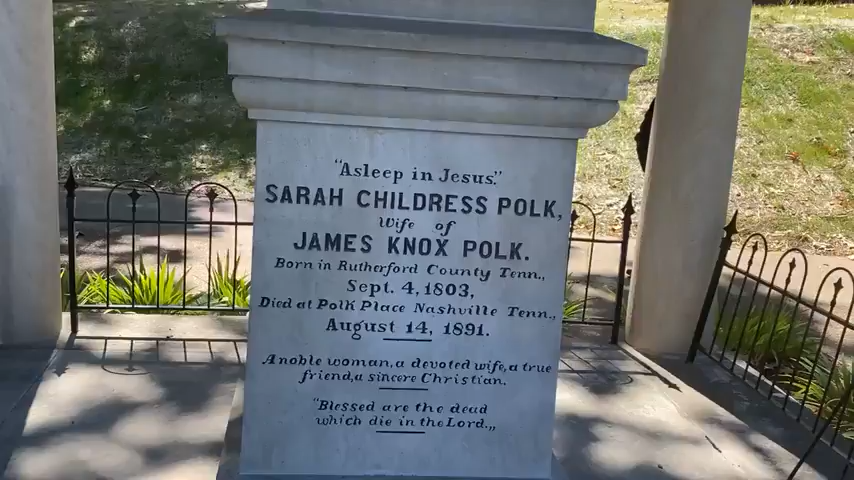 "Asleep in Jesus."
SARAH CHILDRESS POLK,
Wife of
JAMES KNOX POLK.
Born in Rutherford County Tenn.,
Sept. 4, 1803,
Died at Polk Place Nashville Tenn.,
August 14, 1891.
A noble woman, a devoted wife, a true
friend, a sincere Christian.
"Blessed are the dead
which die in the Lord.„